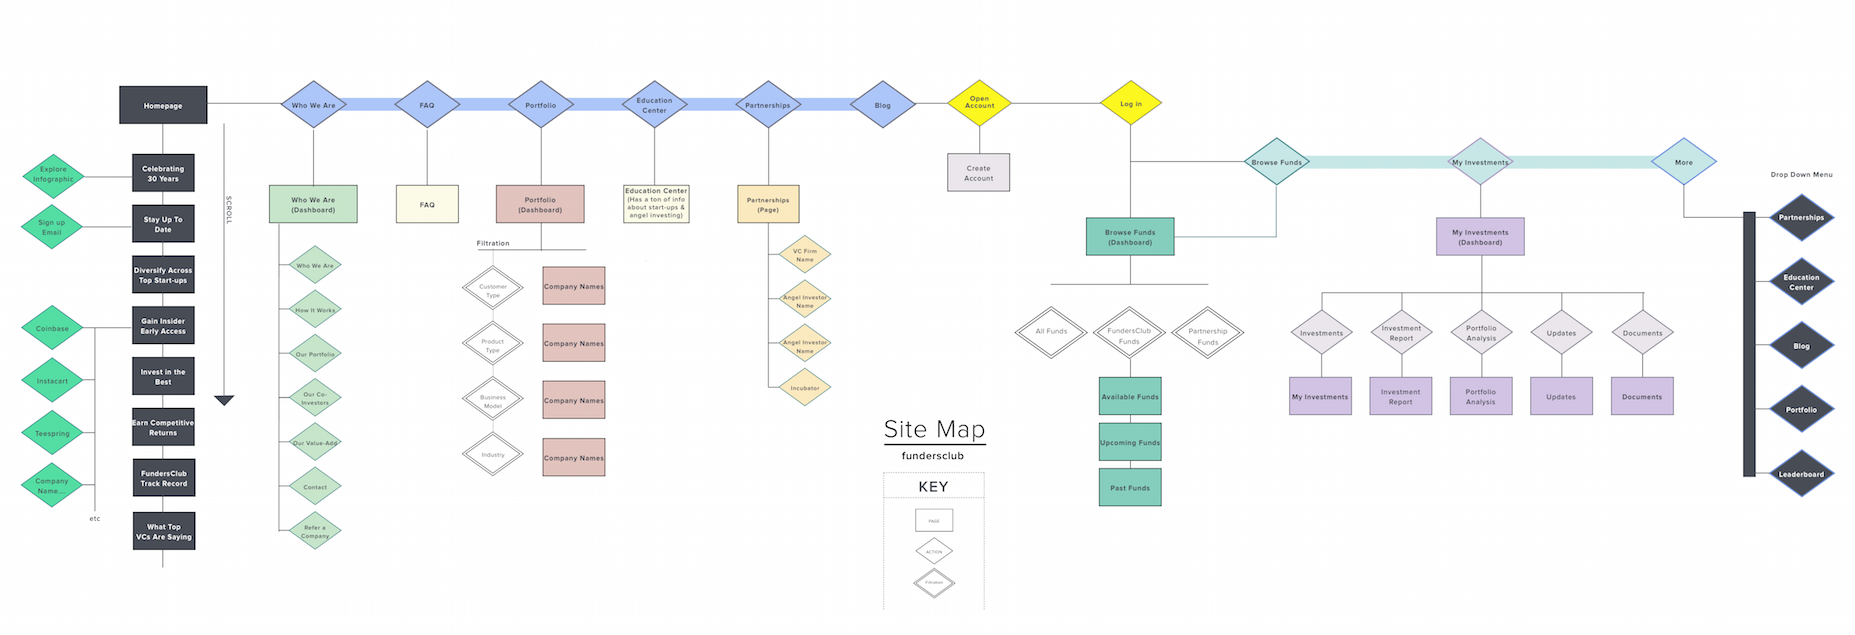 Homepage
Who We Are
FAQ
Portfolio
Education
Center
Partnerships
Blog
Open
Account
Log in
Explore
Infographic
Celebrating
30 Years
Sign up
Email
Stay Up To
Date
Diversify Across
Top Start-ups
Coinbase
Gain Insider
Early Access
Instacart
Invest in the
Best
Teespring
Earn Competitive
Returns
Company
Name...
FundersClub
Track Record
etc
What Top
VCs Are Saying
SCROLL
Who We Are
(Dashboard)
Who We Are
How It Works
Our Portfolio
Our Co-
Investors
Our Value-Add
Contact
Refer a
Company
FAQ
Portfolio
(Dashboard)
Filtration
Customer
Type
Company Names
Product
Type
Company Names
Business
Model
Company Names
Industry
Company Names
Education Center
(Has a ton of info
about start-ups &
angel investing)
Partnerships
(Page)
VC Firm
Name
Angel Investor
Name
Angel Investor
Name
Incubator
Create
Account
Browse Funds
My Investments
More
Browse Funds
(Dashboard)
All Funds
FundersClub
Funds
Partnership
Funds
Available Funds
Upcoming Funds
Past Funds
My Investments
(Dashboard)
Investments
Investment
Report
Portfolio
Analysis
Updates
Documents
My Investments
Investment
Report
Portfolio
Analysis
Updates
Documents
Drop Down Menu
Partnerships
Education
Center
Blog
Portfolio
Leaderboard
Site Map
fundersclub
KEY
PAGE
ACTION
Filtration